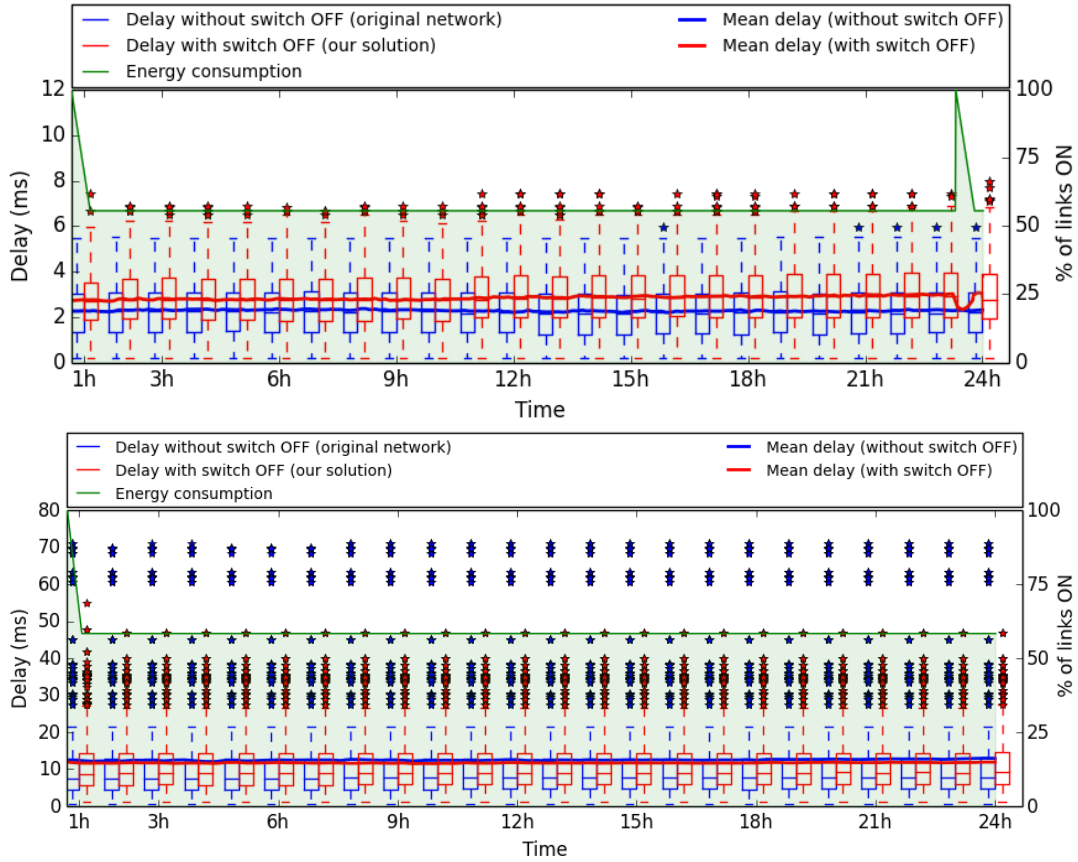 Delay without switch OFF (original network)
Delay with switch OFF (our solution)
Energy consumption
Mean delay (without switch OFF)
Mean delay (with switch OFF)
12
10
8
6
4
2
0
Delay (ms)
100
75
50
25
0
% of links ON
1h 3h 6h 9h 12h 15h 18h 21h 24h
Time
Delay without switch OFF (original network)
Delay with switch OFF (our solution)
Energy consumption
Mean delay (without switch OFF)
Mean delay (with switch OFF)
80
70
60
50
40
30
20
10
0
Delay (ms)
100
75
50
25
0
% of links ON
1h 3h 6h 9h 12h 15h 18h 21h 24h
Time